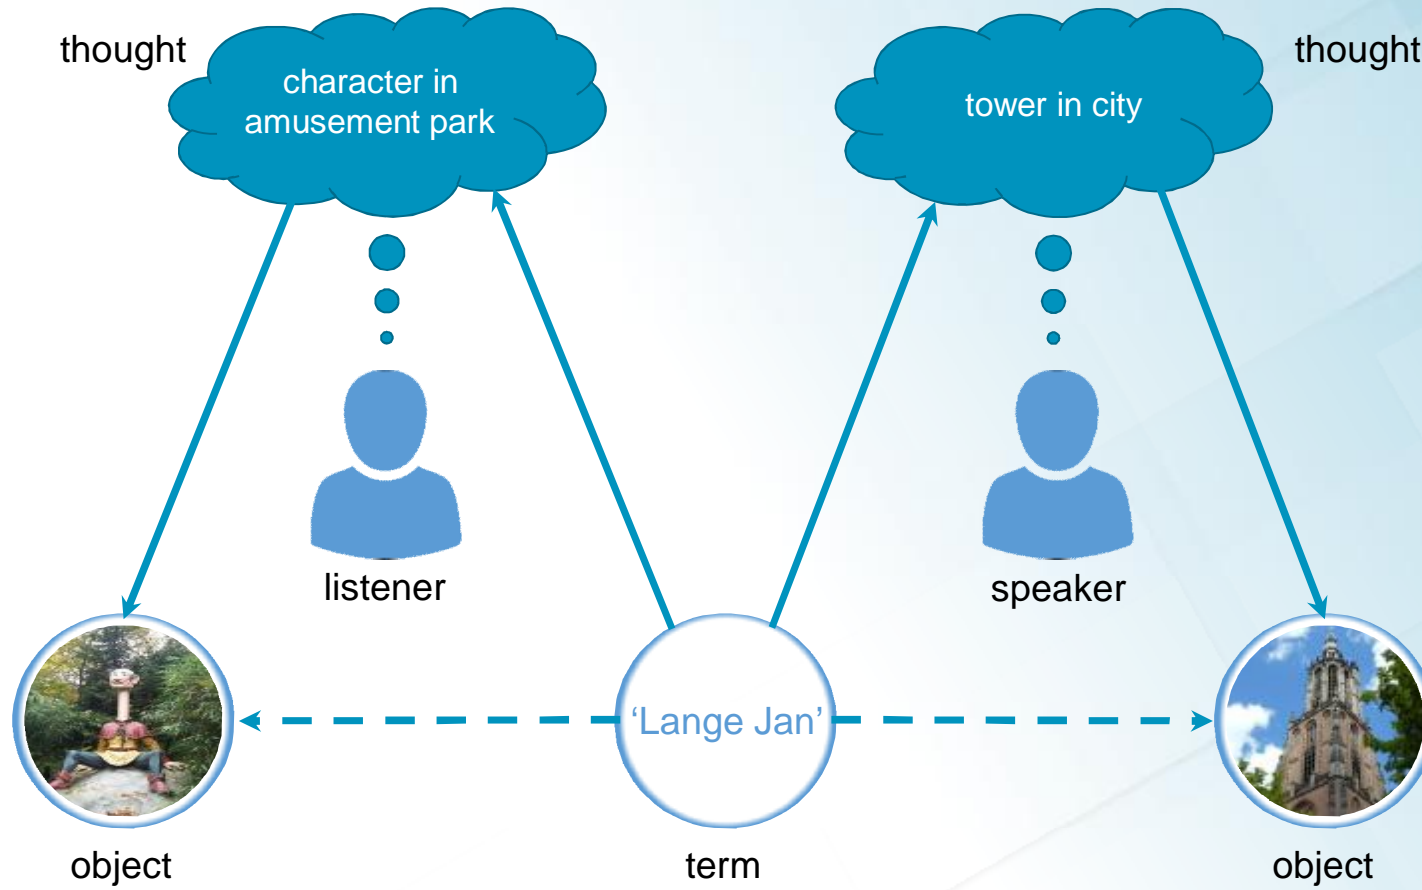 thought
thought
character in
amusement park
tower in city
listener
speaker
‘Lange Jan’
object
term
object